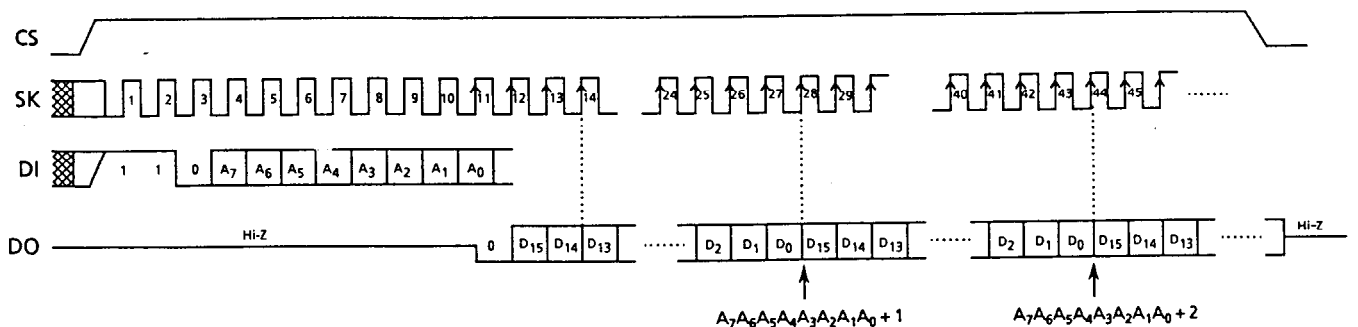 CS
SK 1 2 3 4 5 6 7 8 9 10 11 12 13 14 24 25 26 27 28 29 40 41 42 43 44 45 ........
DI 1 1 0 A7 A6 A5 A4 A3 A2 A1 A0
DO Hi-Z 0 D15 D14 D13 ........ D2 D1 D0 D15 D14 D13 ........ D2 D1 D0 D15 D14 D13 ........ Hi-Z
A7A6A5A4A3A2A1A0 + 1 A7A6A5A4A3A2A1A0 + 2